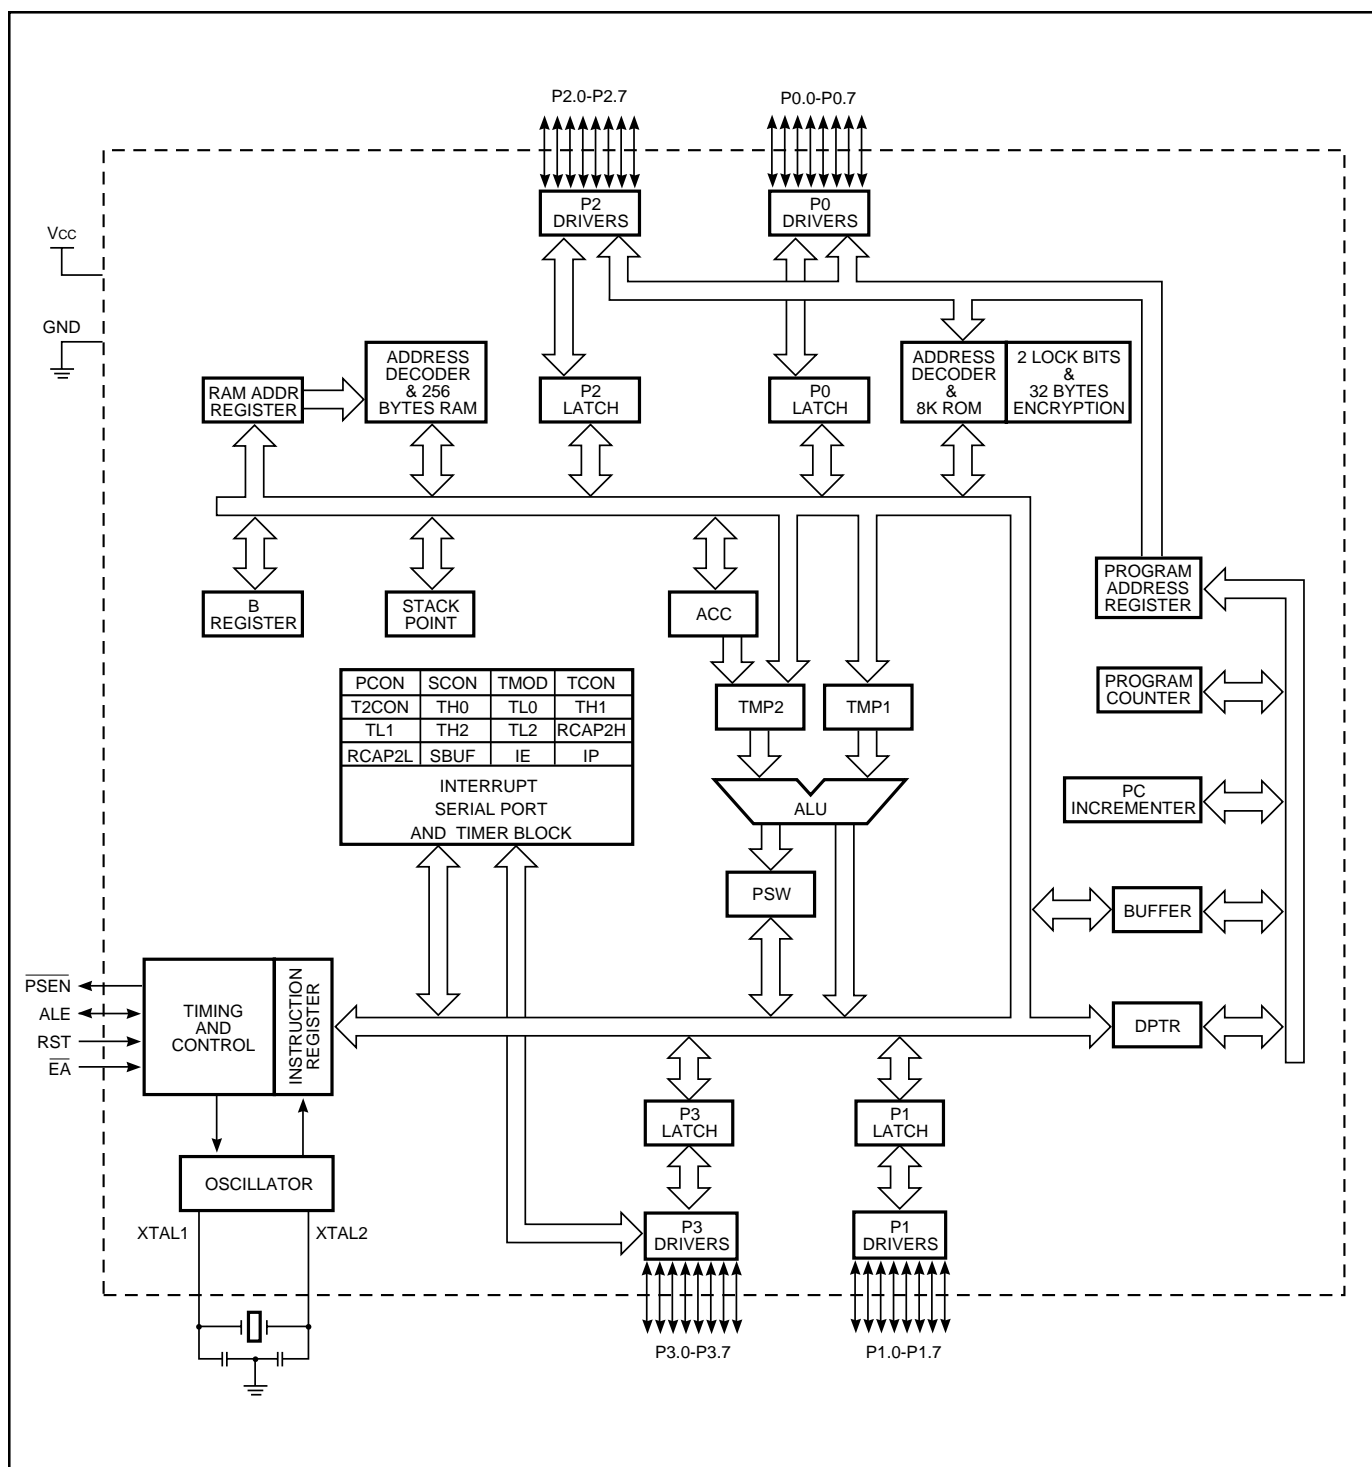 P2.0-P2.7
P0.0-P0.7
P2
DRIVERS
P0
DRIVERS
VCC
GND
RAM ADDR
REGISTER
ADDRESS
DECODER
& 256
BYTES RAM
P2
LATCH
P0
LATCH
ADDRESS
DECODER
&
8K ROM
2 LOCK BITS
&
32 BYTES
ENCRYPTION
B
REGISTER
STACK
POINT
ACC
PROGRAM
ADDRESS
REGISTER
PCON SCON TMOD TCON
T2CON TH0 TL0 TH1
TL1 TH2 TL2 RCAP2H
RCAP2L SBUF IE IP
INTERRUPT
SERIAL PORT
AND TIMER BLOCK
TMP2
TMP1
PROGRAM
COUNTER
ALU
PC
INCREMENTER
PSW
BUFFER
PSEN
ALE
RST
EA
TIMING
AND
CONTROL
INSTRUCTION
REGISTER
DPTR
P3
LATCH
P1
LATCH
OSCILLATOR
XTAL1
XTAL2
P3
DRIVERS
P1
DRIVERS
P3.0-P3.7
P1.0-P1.7